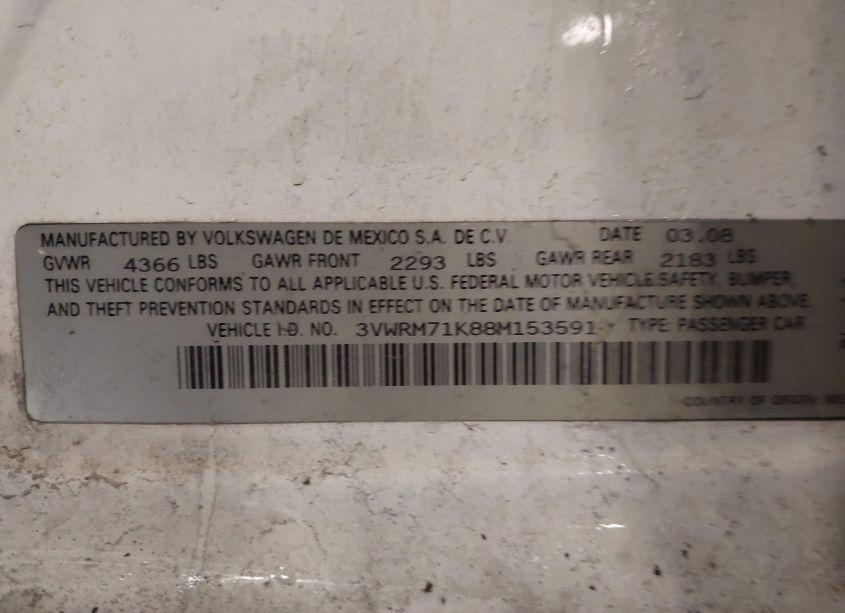 MANUFACTURED BY VOLKSWAGEN DE MEXICO S.A. DE C.V. DATE 03.08
GVWR 4366 LBS GAWR FRONT 2293 LBS GAWR REAR 2183 LBS
THIS VEHICLE CONFORMS TO ALL APPLICABLE U.S. FEDERAL MOTOR VEHICLE SAFETY, BUMPER,
AND THEFT PREVENTION STANDARDS IN EFFECT ON THE DATE OF MANUFACTURE SHOWN ABOVE.
VEHICLE I.D. NO. 3VWRM71K88M153591 TYPE: PASSENGER CAR
COUNTRY OF ORIGIN: